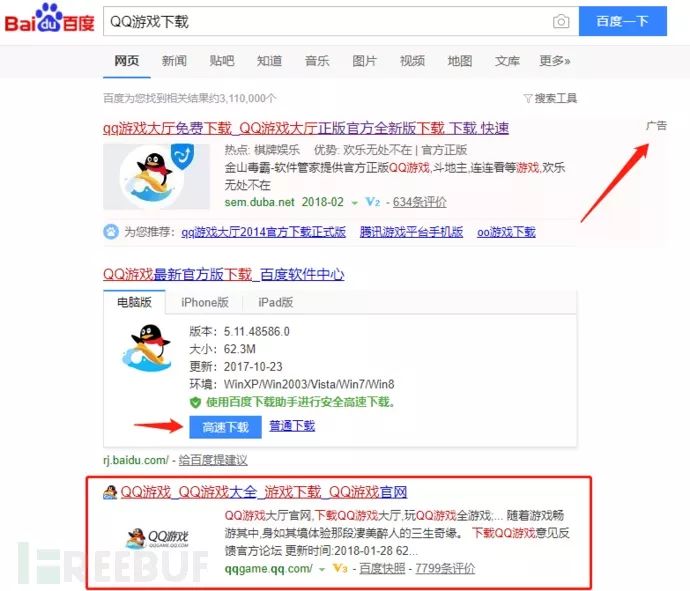 Bai du 百度
QQ游戏下载
百度一下
网页 新闻 贴吧 知道 音乐 图片 视频 地图 文库 更多»
百度为您找到相关结果约3,110,000个
搜索工具
qq游戏大厅免费下载_QQ游戏大厅正版官方全新版下载 下载 快速
广告
热点: 棋牌娱乐 优势: 欢乐无处不在 | 官方正版
金山毒霸-软件管家提供官方正版QQ游戏,斗地主,连连看等游戏,欢乐
无处不在
sem.duba.net 2018-02 V2 - 634条评价
为您推荐: qq游戏大厅2014官方下载正式版 腾讯游戏平台手机版 oo游戏下载
QQ游戏最新官方版下载_百度软件中心
电脑版 iPhone版 iPad版
版本: 5.11.48586.0
大小: 62.3M
更新: 2017-10-23
环境: WinXP/Win2003/Vista/Win7/Win8
使用百度下载助手进行安全高速下载。
高速下载 普通下载
rj.baidu.com/ - 给百度提建议
QQ游戏_QQ游戏大全_游戏下载_QQ游戏官网
QQ游戏
QQGAME.QQ.COM
QQ游戏大厅官网,下载QQ游戏大厅,玩QQ游戏全游戏;... 随着游戏畅
游其中,身如其境体验那段凄美醉人的三生奇缘。 下载QQ游戏意见反
馈官方论坛 更新时间:2018-01-28 62...
qqgame.qq.com/ V3 - 百度快照 - 7799条评价
FREEBUF